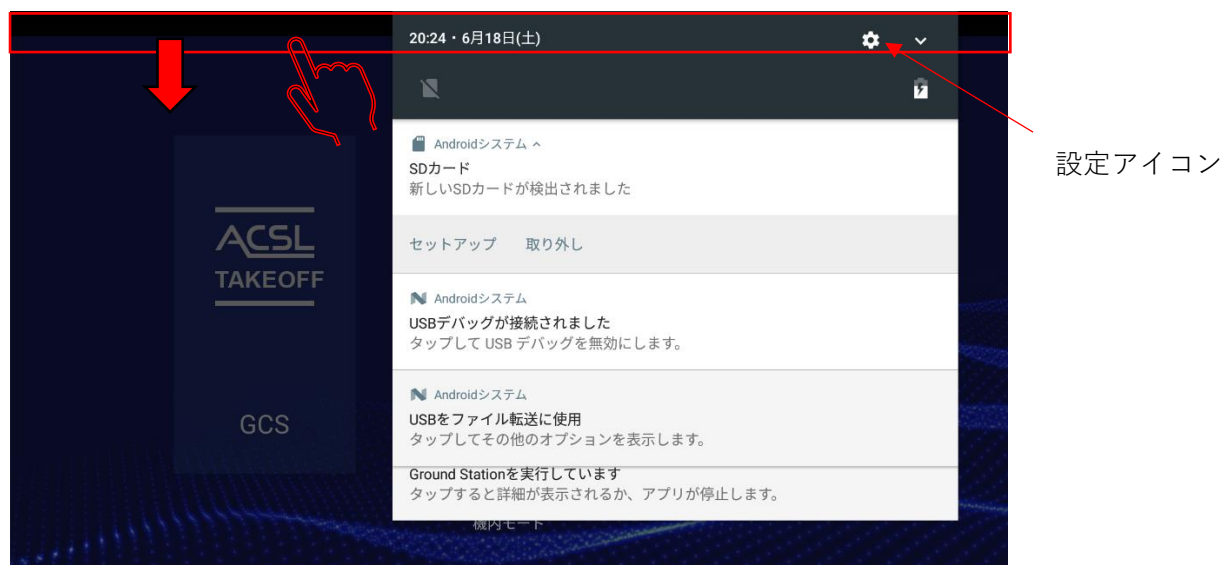 20:24・6月18日(土)
Androidシステム
SDカード
新しいSDカードが検出されました
セットアップ 取り外し
Androidシステム
USBデバッグが接続されました
タップして USB デバッグを無効にします。
Androidシステム
USBをファイル転送に使用
タップしてその他のオプションを表示します。
Ground Stationを実行しています
タップすると詳細が表示されるか、アプリが停止します。
機内モード
ACSL
TAKEOFF
GCS
設定アイコン